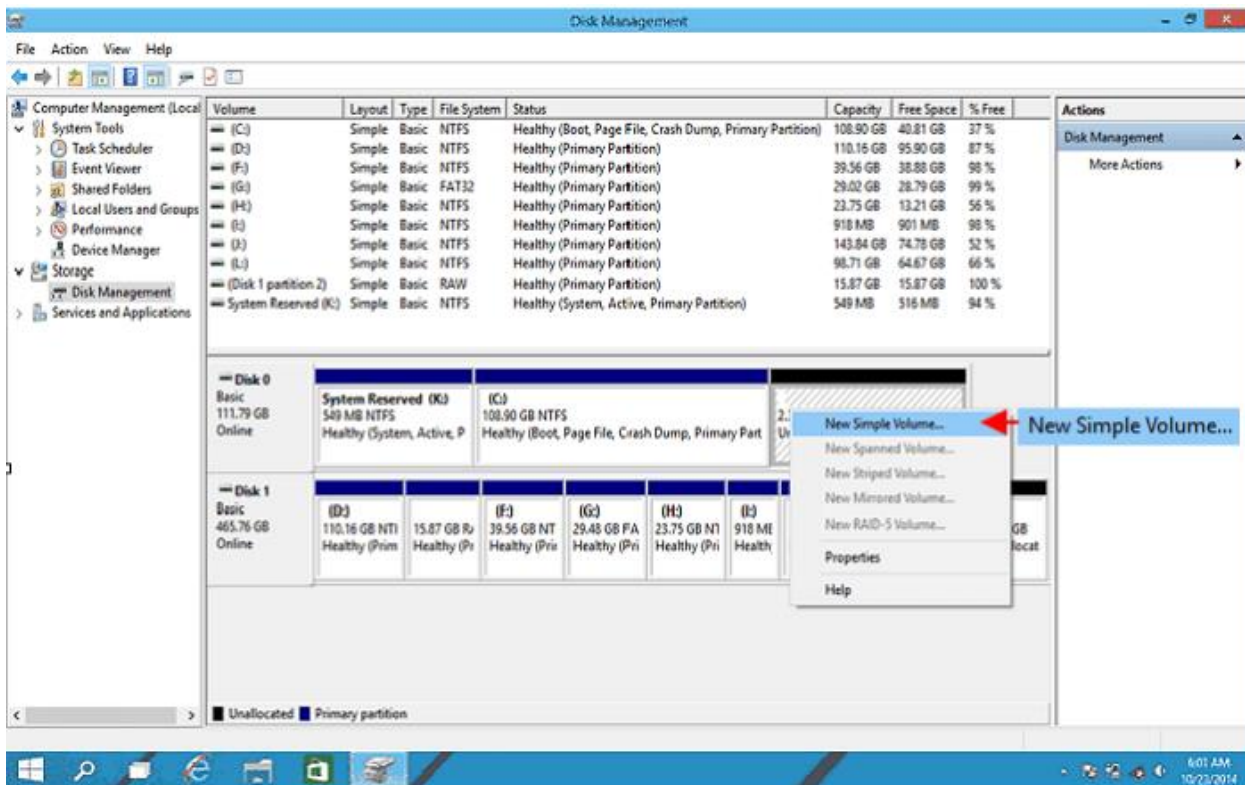 Disk Management
File Action View Help
Computer Management (Local
System Tools
Task Scheduler
Event Viewer
Shared Folders
Local Users and Groups
Performance
Device Manager
Storage
Disk Management
Services and Applications
Volume Layout Type File System Status Capacity Free Space % Free
(C:) Simple Basic NTFS Healthy (Boot, Page File, Crash Dump, Primary Partition) 108.90 GB 40.81 GB 37 %
(D:) Simple Basic NTFS Healthy (Primary Partition) 110.16 GB 95.90 GB 87 %
(F:) Simple Basic NTFS Healthy (Primary Partition) 39.56 GB 38.88 GB 98 %
(G:) Simple Basic FAT32 Healthy (Primary Partition) 29.02 GB 28.79 GB 99 %
(H:) Simple Basic NTFS Healthy (Primary Partition) 23.75 GB 13.21 GB 56 %
(I:) Simple Basic NTFS Healthy (Primary Partition) 918 MB 901 MB 98 %
(J:) Simple Basic NTFS Healthy (Primary Partition) 143.84 GB 74.78 GB 52 %
(L:) Simple Basic NTFS Healthy (Primary Partition) 98.71 GB 64.67 GB 66 %
(Disk 1 partition 2) Simple Basic RAW Healthy (Primary Partition) 15.87 GB 15.87 GB 100 %
System Reserved (K:) Simple Basic NTFS Healthy (System, Active, Primary Partition) 549 MB 516 MB 94 %
Actions
Disk Management
More Actions
Disk 0
Basic
111.79 GB
Online
System Reserved (K:)
549 MB NTFS
Healthy (System, Active, P
(C:)
108.90 GB NTFS
Healthy (Boot, Page File, Crash Dump, Primary Part
2.
Un
New Simple Volume...
New Spanned Volume...
New Striped Volume...
New Mirrored Volume...
New RAID-5 Volume...
Properties
Help
New Simple Volume...
Disk 1
Basic
465.76 GB
Online
(D:)
110.16 GB NTI
Healthy (Prim
15.87 GB R
Healthy (Pr
(F:)
39.56 GB NT
Healthy (Pri
(G:)
29.48 GB FA
Healthy (Pri
(H:)
23.75 GB NT
Healthy (Pri
(I:)
918 ME
Health
GB
locat
Unallocated Primary partition
6:01 AM
10/23/2014